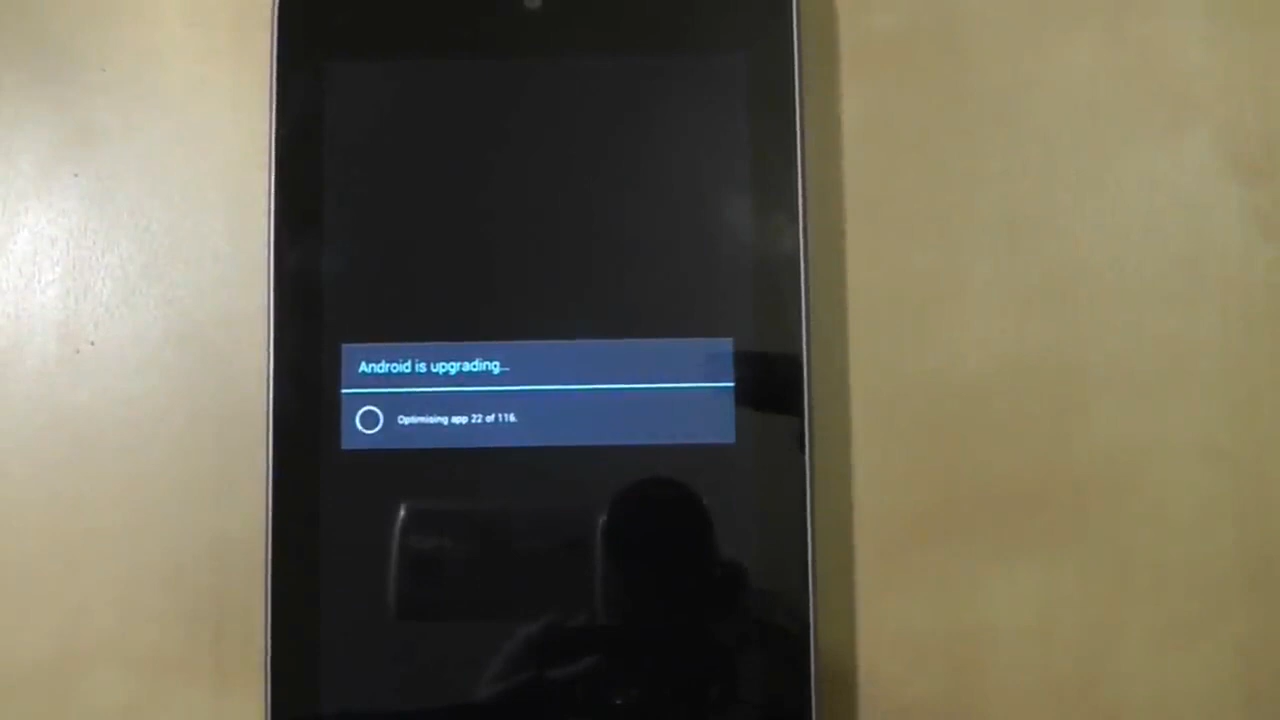 Android is upgrading...
Optimising app 22 of 116.